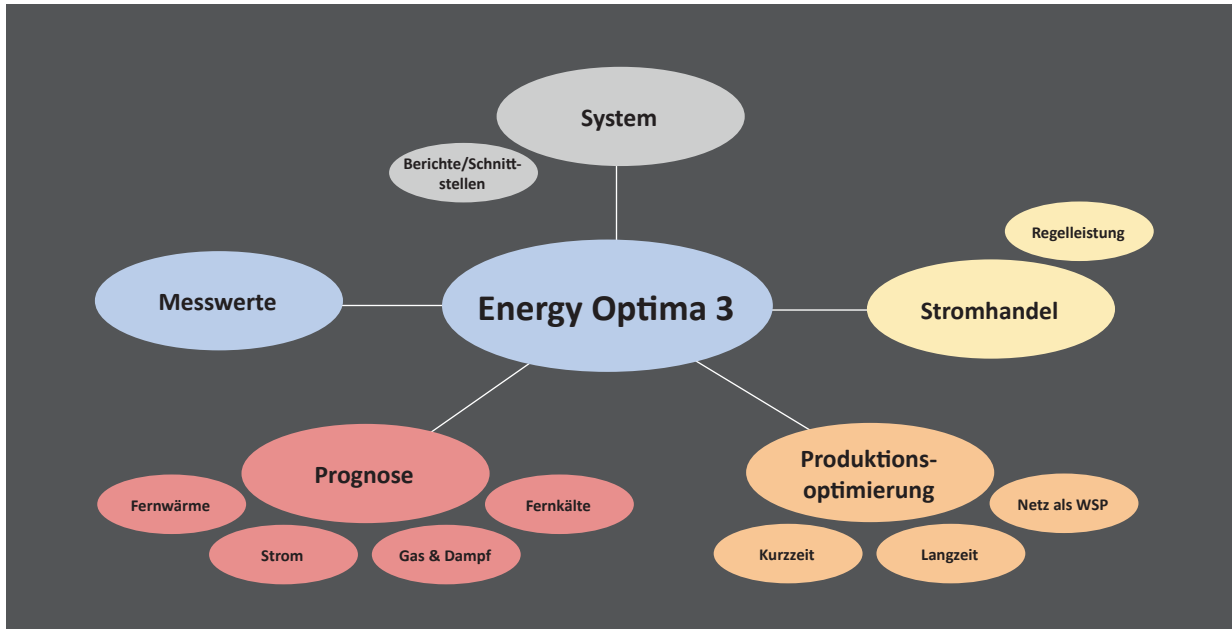 System
Berichte/Schnitt-
stellen
Regelleistung
Messwerte
Energy Optima 3
Stromhandel
Prognose
Fernwärme
Strom
Gas & Dampf
Fernkälte
Produktions-
optimierung
Kurzzeit
Langzeit
Netz als WSP